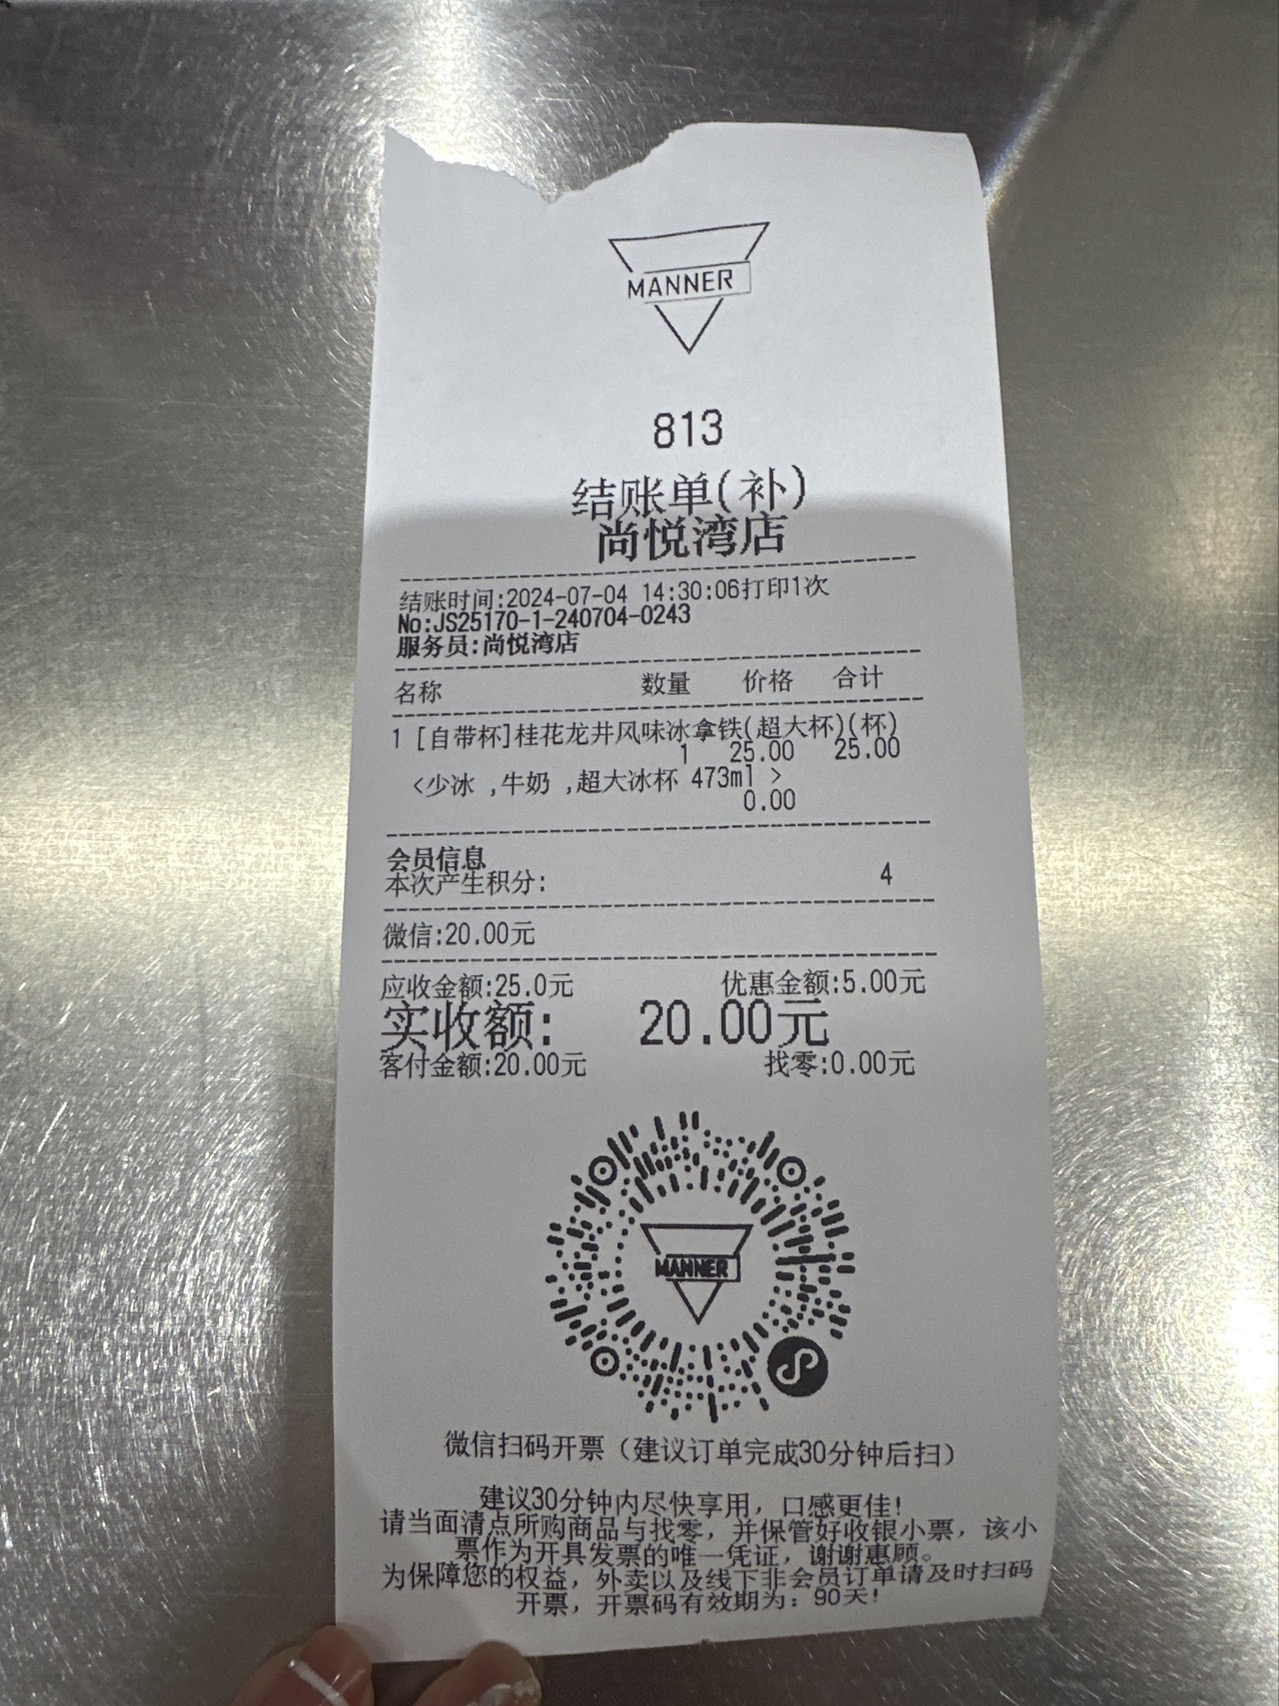 MANNER
813
结账单(补)
尚悦湾店
结账时间:2024-07-04 14:30:06打印1次
No:JS25170-1-240704-0243
服务员:尚悦湾店
名称 数量 价格 合计
1 [自带杯]桂花龙井风味冰拿铁(超大杯)(杯)
1 25.00 25.00
<少冰 ,牛奶 ,超大冰杯 473ml >
0.00
会员信息
本次产生积分: 4
微信:20.00元
应收金额:25.0元 优惠金额:5.00元
实收额: 20.00元
客付金额:20.00元 找零:0.00元
MANNER
微信扫码开票（建议订单完成30分钟后扫）
建议30分钟内尽快享用，口感更佳!
请当面清点所购商品与找零，并保管好收银小票，该小
票作为开具发票的唯一凭证，谢谢惠顾。
为保障您的权益，外卖以及线下非会员订单请及时扫码
开票，开票码有效期为：90天!